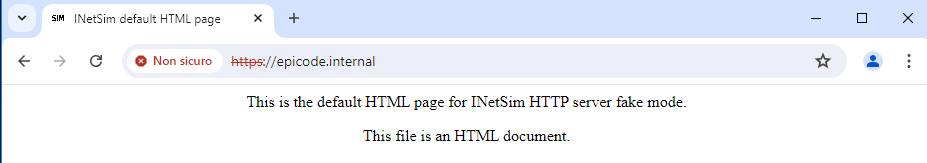 SIM INetSim default HTML page
Non sicuro https://epicode.internal
This is the default HTML page for INetSim HTTP server fake mode.
This file is an HTML document.